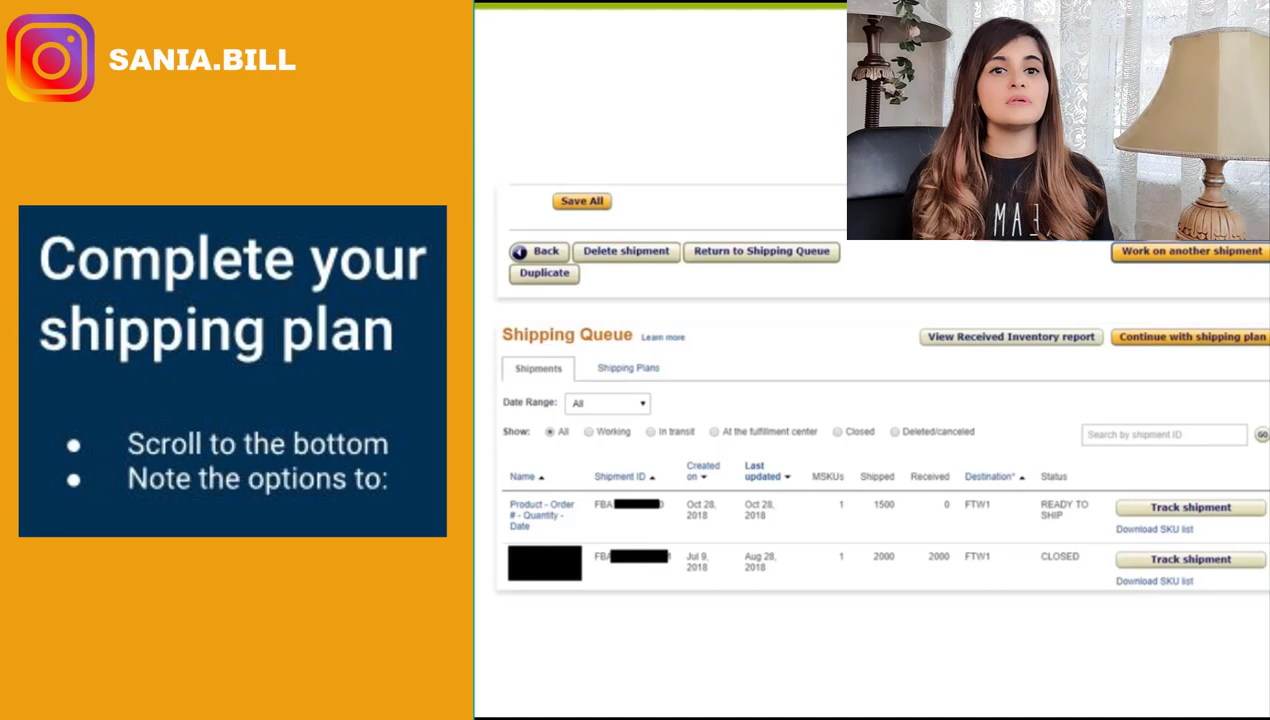 SANIA.BILL
Complete your
shipping plan
● Scroll to the bottom
● Note the options to:
Save All
Back Delete shipment Return to Shipping Queue Work on another shipment
Duplicate
Shipping Queue Learn more View Received Inventory report Continue with shipping plan
Shipments Shipping Plans
Date Range: All
Show: All Working In transit At the fulfillment center Closed Deleted/canceled Search by shipment ID GO
Name Shipment ID Created on Last updated MSKUs Shipped Received Destination* Status
Product - Order # - Quantity - Date FBA Oct 28, 2018 Oct 28, 2018 1 1500 0 FTW1 READY TO SHIP Track shipment
Download SKU list
FBA Jul 9, 2018 Aug 28, 2018 1 2000 2000 FTW1 CLOSED Track shipment
Download SKU list